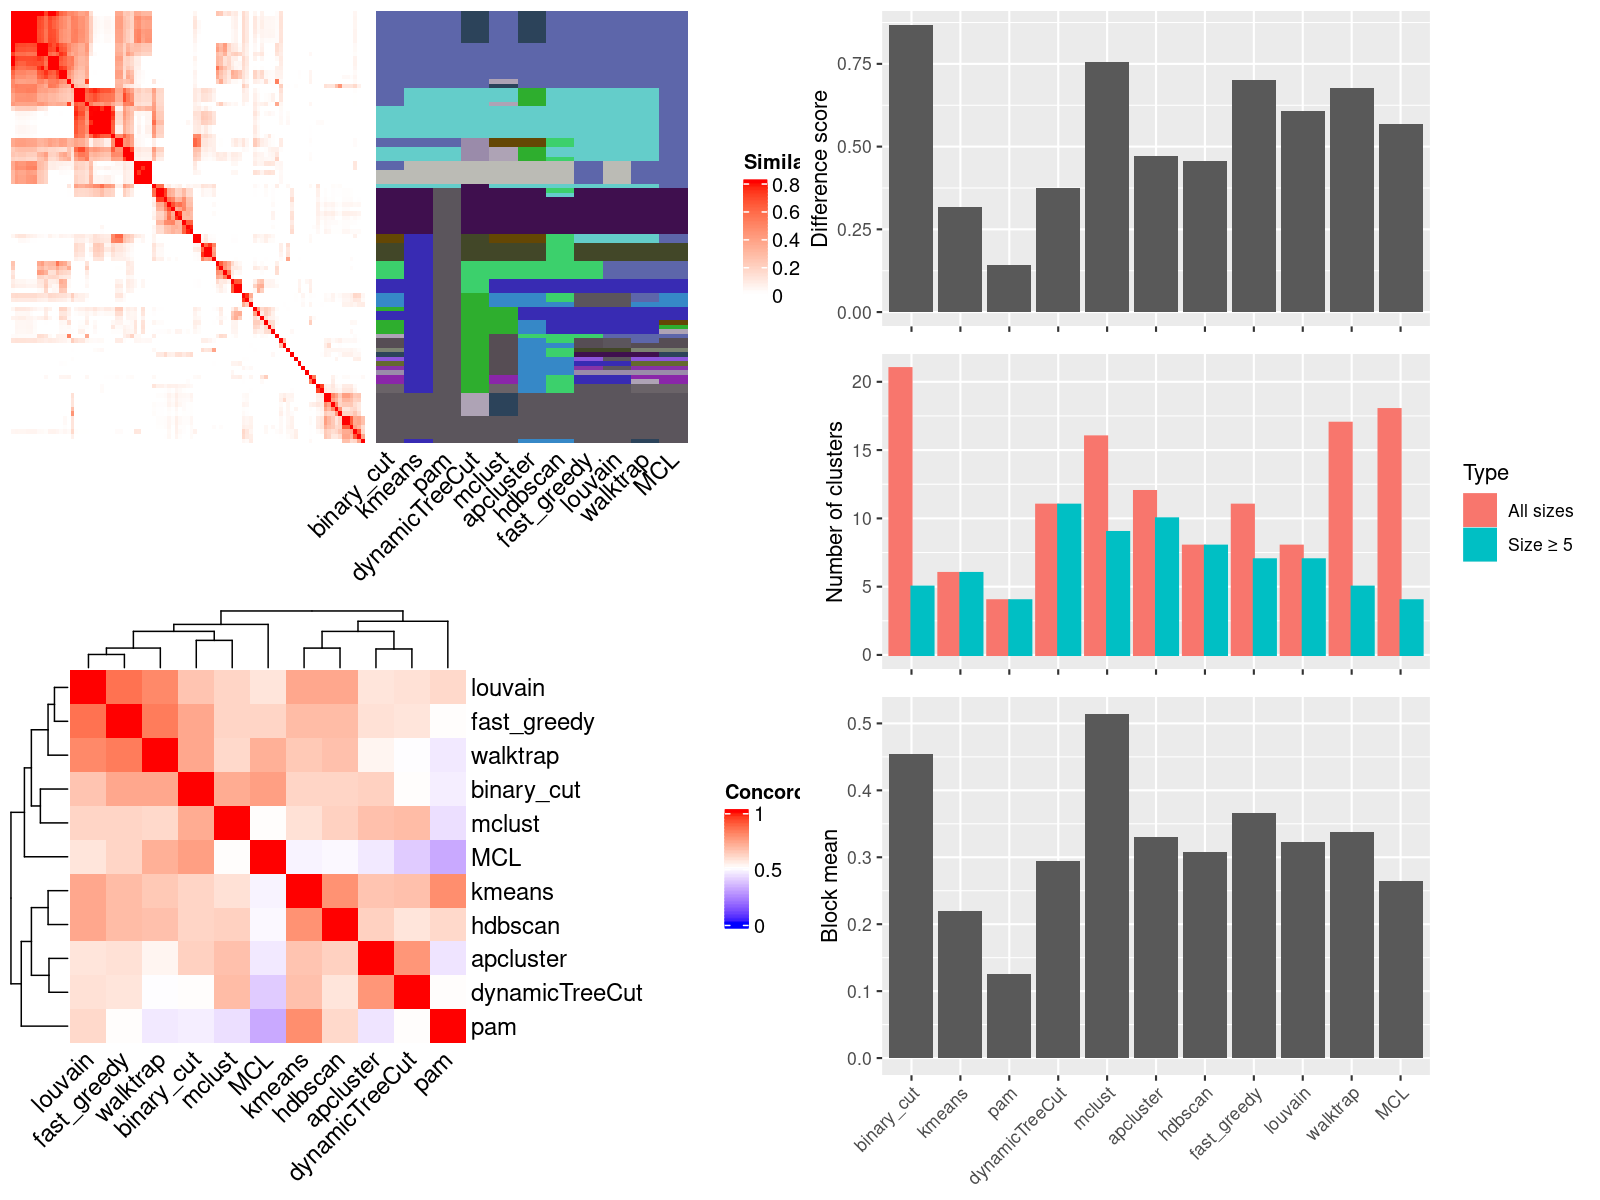 Simila
0.8
0.6
0.4
0.2
0
binary_cut
kmeans
pam
dynamicTreeCut
mclust
apcluster
hdbscan
fast_greedy
louvain
walktrap
MCL
louvain
fast_greedy
walktrap
binary_cut
mclust
MCL
kmeans
hdbscan
apcluster
dynamicTreeCut
pam
louvain
fast_greedy
walktrap
binary_cut
mclust
MCL
kmeans
hdbscan
apcluster
dynamicTreeCut
pam
Concord
1
0.5
0
Difference score
0.75
0.50
0.25
0.00
Number of clusters
20
15
10
5
0
Type
All sizes
Size ≥ 5
Block mean
0.5
0.4
0.3
0.2
0.1
0.0
binary_cut
kmeans
pam
dynamicTreeCut
mclust
apcluster
hdbscan
fast_greedy
louvain
walktrap
MCL